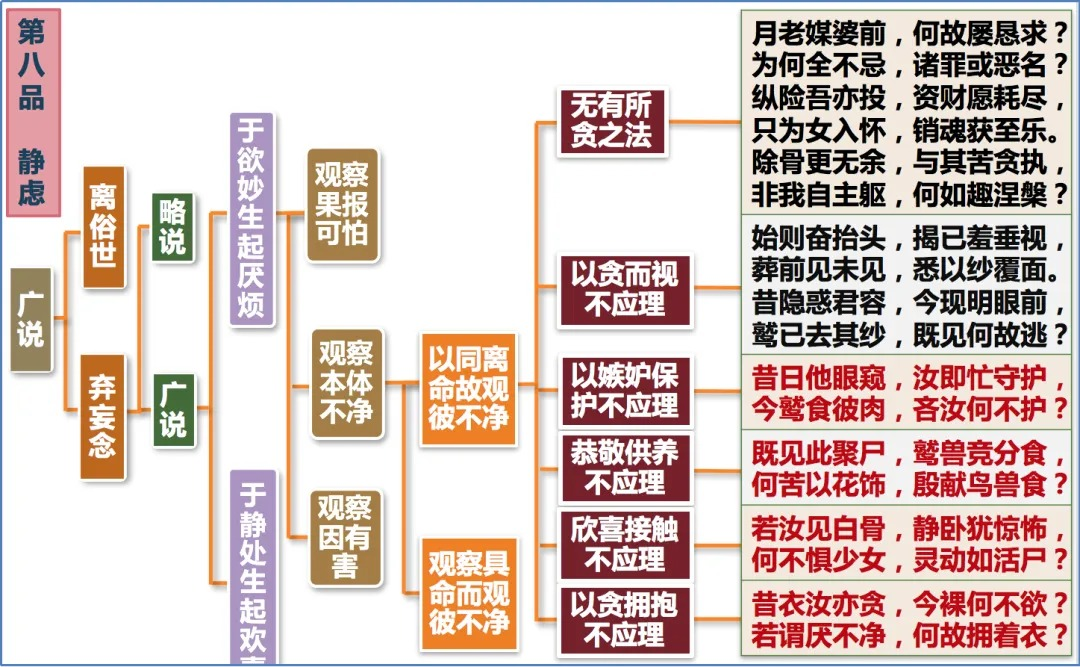 第八品 静虑
广说
离俗世
弃妄念
略说
广说
于欲妙生起厌烦
于静处生起欢
观察
果报
可怕
观察
本体
不净
观察
因有
害
以同离
命故观
彼不净
观察具
命而观
彼不净
无有所
贪之法
以贪而视
不应理
以嫉妒保
护不应理
恭敬供养
不应理
欣喜接触
不应理
以贪拥抱
不应理
月老媒婆前，何故屡恳求？
为何全不忌，诸罪或恶名？
纵险吾亦投，资财愿耗尽，
只为女入怀，销魂获至乐。
除骨更无余，与其苦贪执，
非我自主躯，何如趣涅槃？
始则奋抬头，揭已羞垂视，
葬前见未见，悉以纱覆面。
昔隐惑君容，今现明眼前，
鹫已去其纱，既见何故逃？
昔日他眼窥，汝即忙守护，
今鹫食彼肉，吝汝何不护？
既见此聚尸，鹫兽竞分食，
何苦以花饰，殷献鸟兽食？
若汝见白骨，静卧犹惊怖，
何不惧少女，灵动如活尸？
昔衣汝亦贪，今裸何不欲？
若谓厌不净，何故拥着衣？